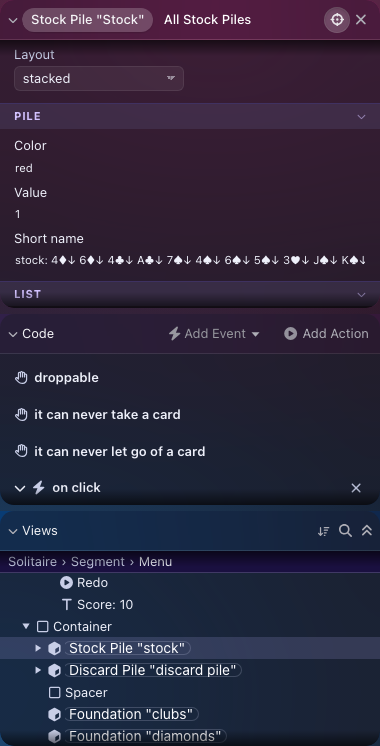 Stock Pile "Stock" All Stock Piles
Layout
stacked
PILE
Color
red
Value
1
Short name
stock: 4♦↓ 6♦↓ 4♣↓ A♣↓ 7♠↓ 4♠↓ 6♠↓ 5♠↓ 3♥↓ J♠↓ K♠↓
LIST
Code Add Event Add Action
droppable
it can never take a card
it can never let go of a card
on click
Views
Solitaire › Segment › Menu
Redo
Score: 10
Container
Stock Pile "stock"
Discard Pile "discard pile"
Spacer
Foundation "clubs"
Foundation "diamonds"